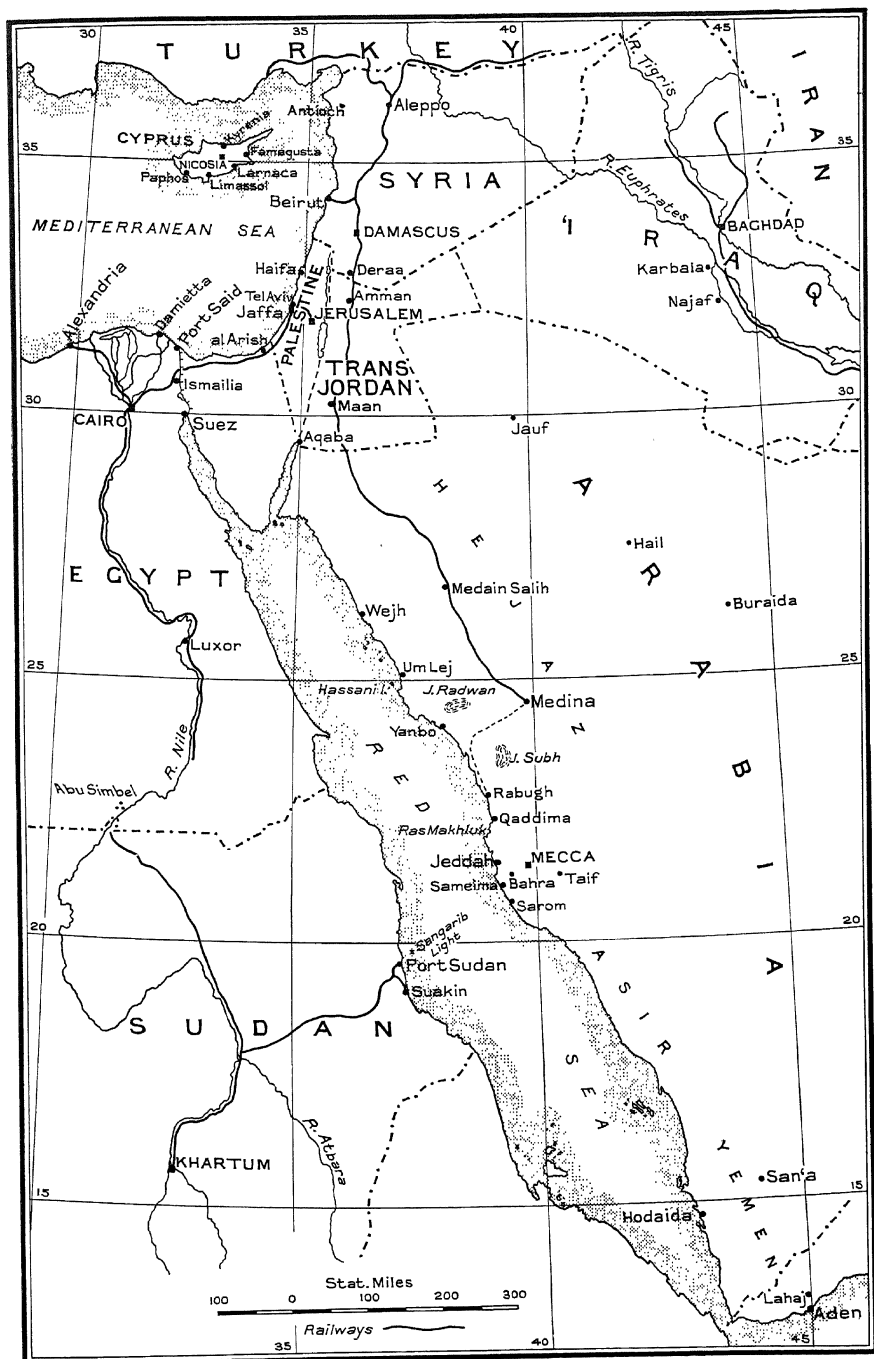 30 35 40 45
TURKEY
IRAN
R. Tigris
Antioch
Aleppo
CYPRUS
Kyrenia
35 35
Famagusta
NICOSIA
Larnaca
Paphos
Limassol
SYRIA
R. Euphrates
Beirut
MEDITERRANEAN SEA
DAMASCUS
'IRAQ
BAGHDAD
Haifa
Deraa
Karbala
PALESTINE
Tel Aviv
Amman
Najaf
Jaffa
JERUSALEM
Alexandria
Damietta
Port Said
al Arish
TRANS
JORDAN
Ismailia
30 30
CAIRO
Suez
Maan
Jauf
Aqaba
HEJAZ
ARABIA
Hail
EGYPT
Medain Salih
Buraida
Wejh
Luxor
25 25
Um Lej
Hassani I.
J. Radwan
Medina
Yanbo
R. Nile
RED SEA
J. Subh
Abu Simbel
Rabugh
Qaddima
Ras Makhluk
Jeddah
MECCA
Sameima
Bahra
Taif
Sarom
20 20
Sangarib
Light
ASIR
Port Sudan
Suakin
SUDAN
R. Atbara
KHARTUM
YEMEN
San'a
15 15
Hodaida
Stat. Miles
100 0 100 200 300
Railways
Lahaj
Aden
35 40 45